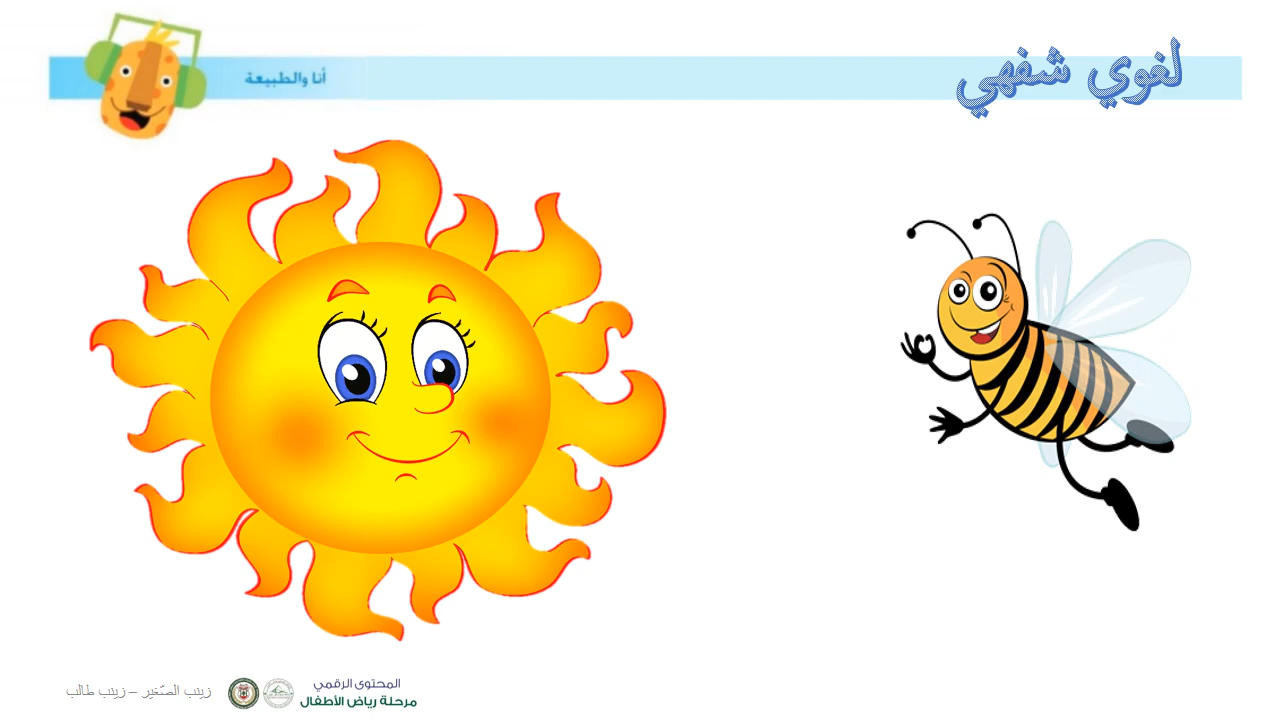 لغوي شفهي
أنا والطبيعة
المحتوى الرقمي
مرحلة رياض الأطفال
زينب الصّغير – زينب طالب